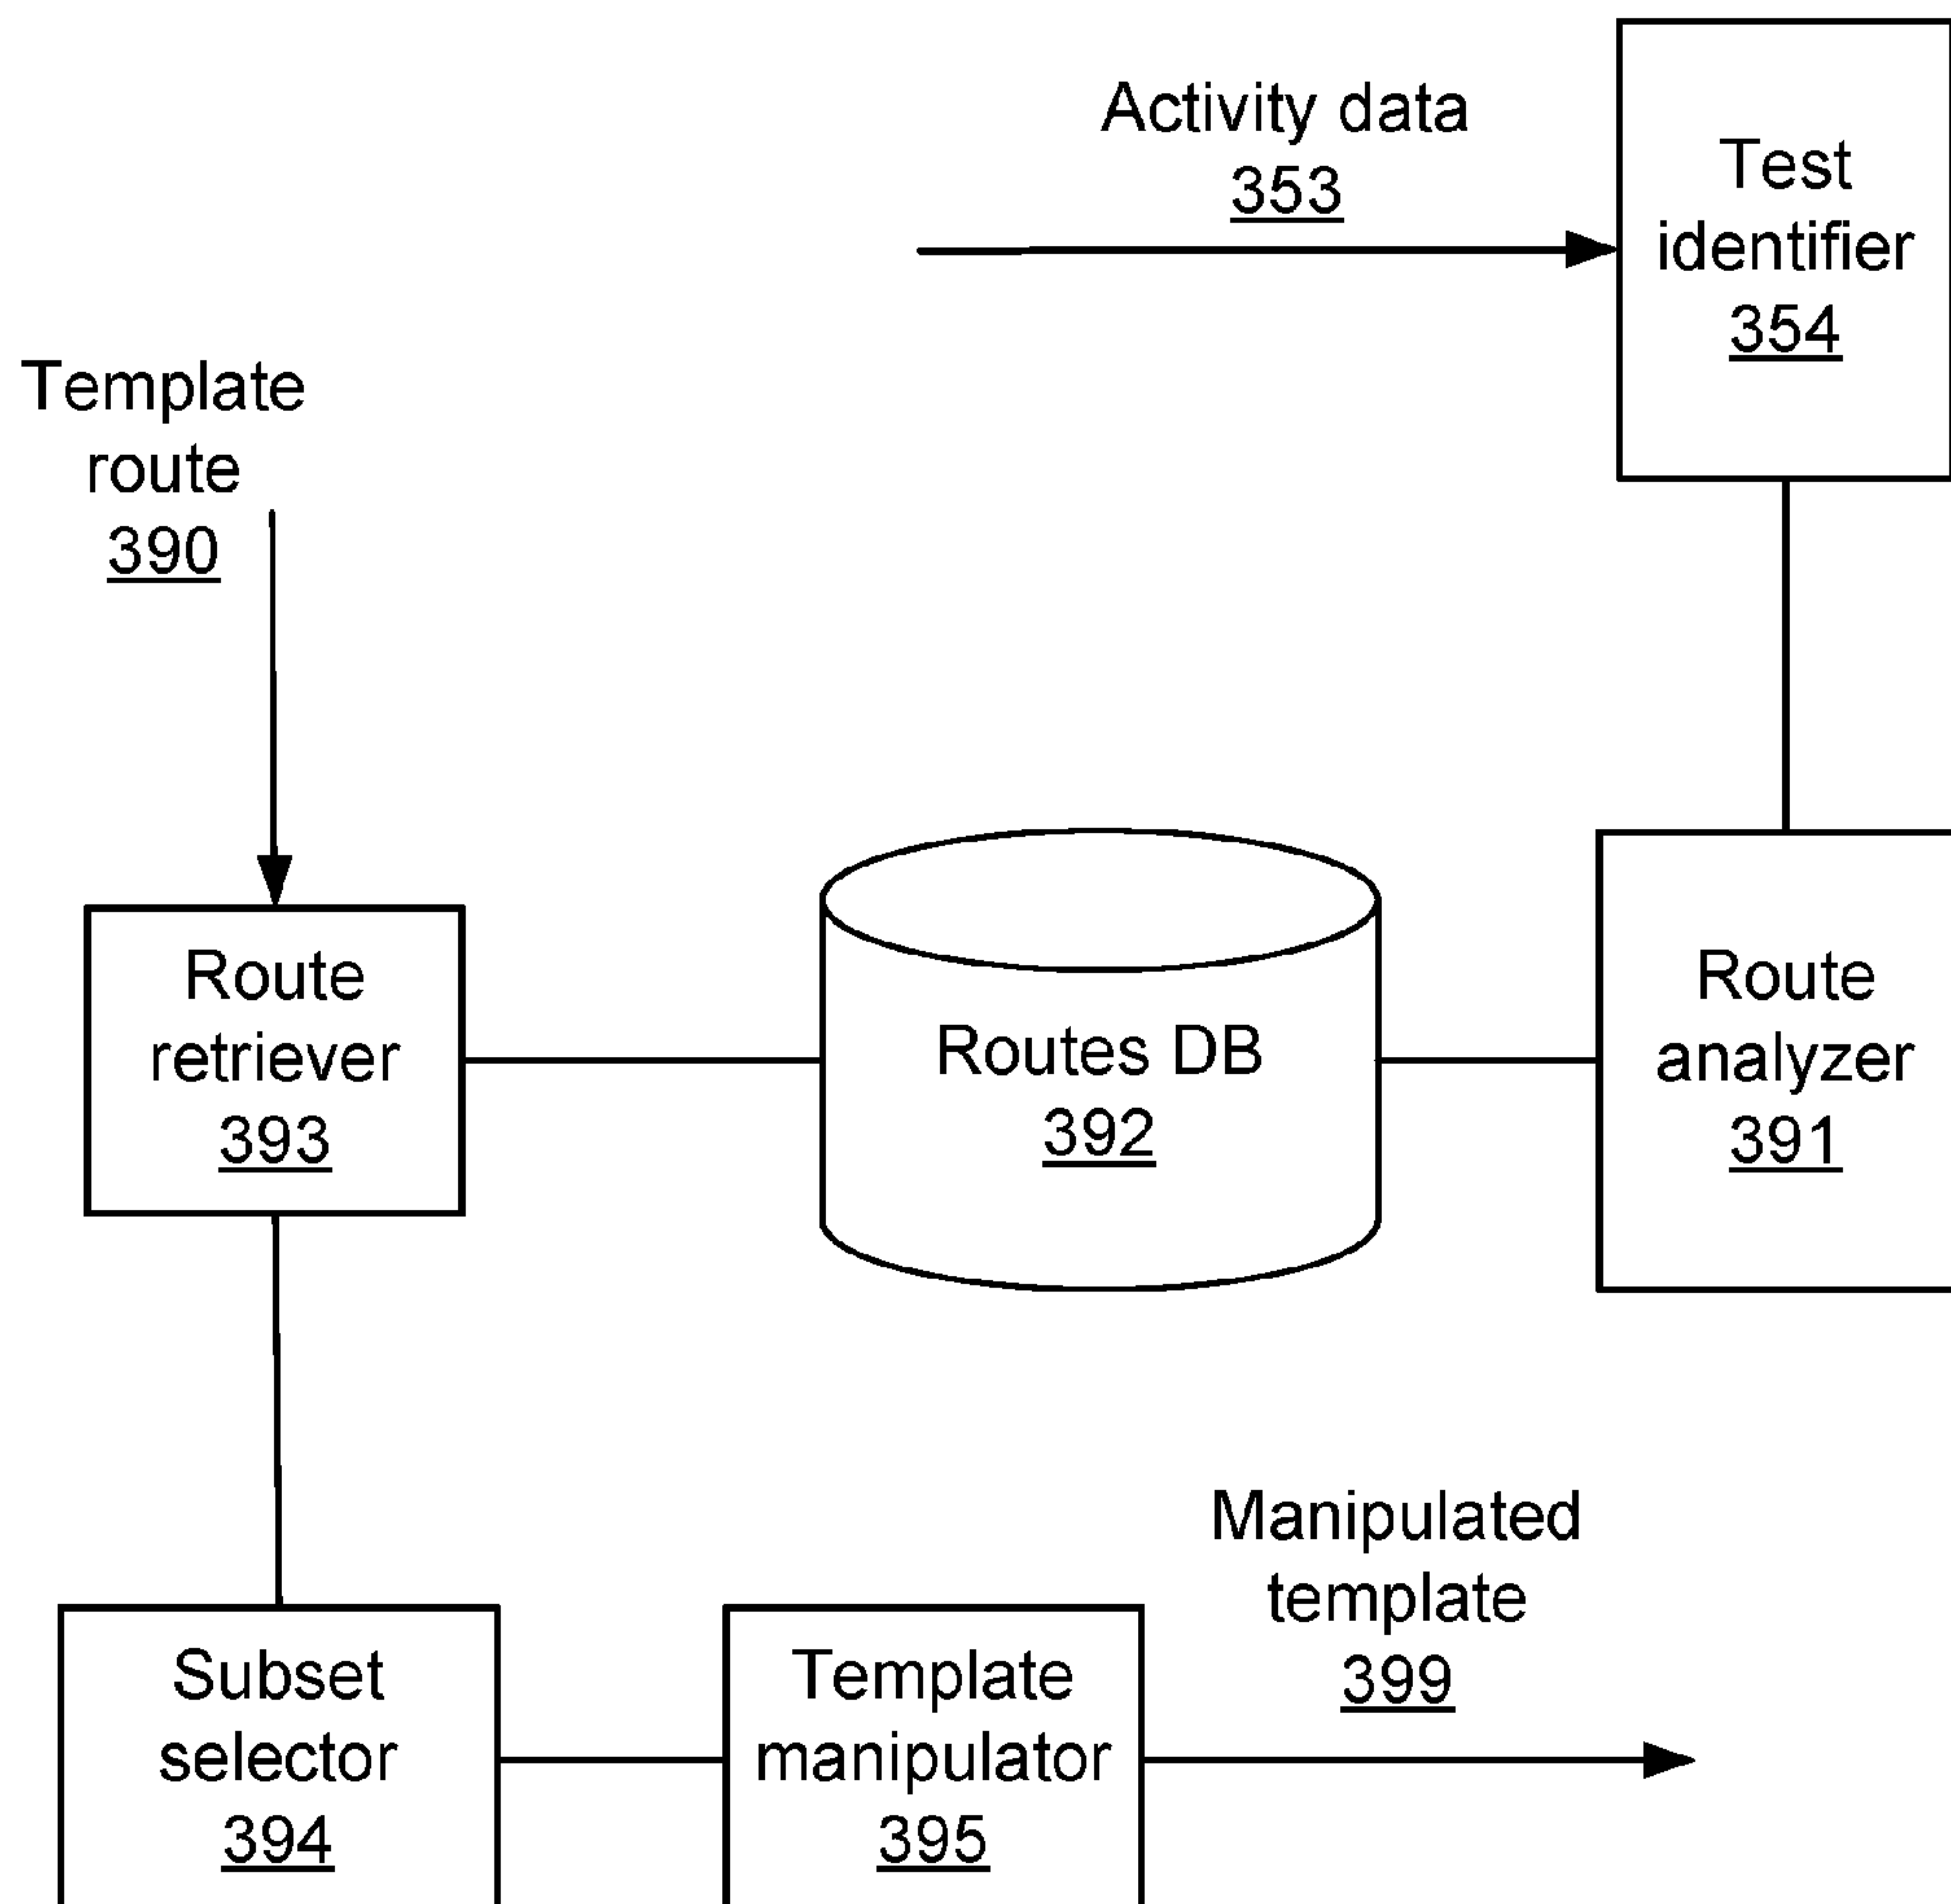 Activity data
353
Test
identifier
354
Template
route
390
Route
retriever
393
Routes DB
392
Route
analyzer
391
Manipulated
template
399
Subset
selector
394
Template
manipulator
395